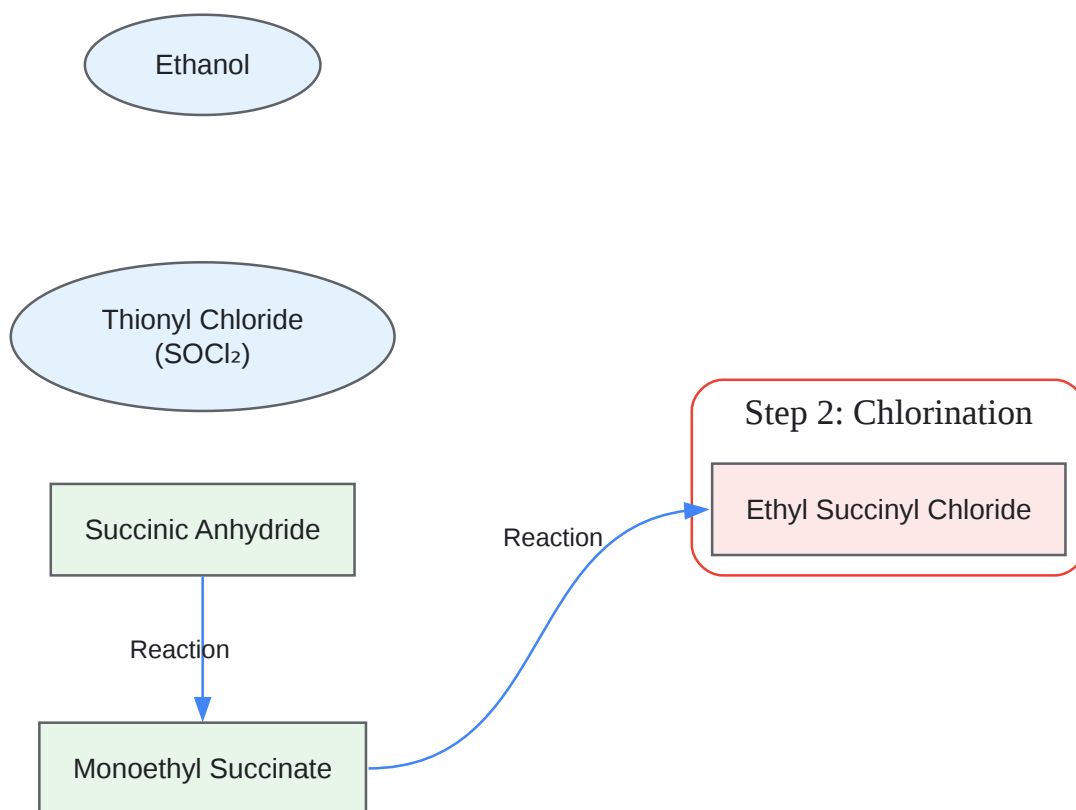 Ethanol
Thionyl Chloride
(SOCl₂)
Step 2: Chlorination
Succinic Anhydride
Ethyl Succinyl Chloride
Reaction
Reaction
Monoethyl Succinate